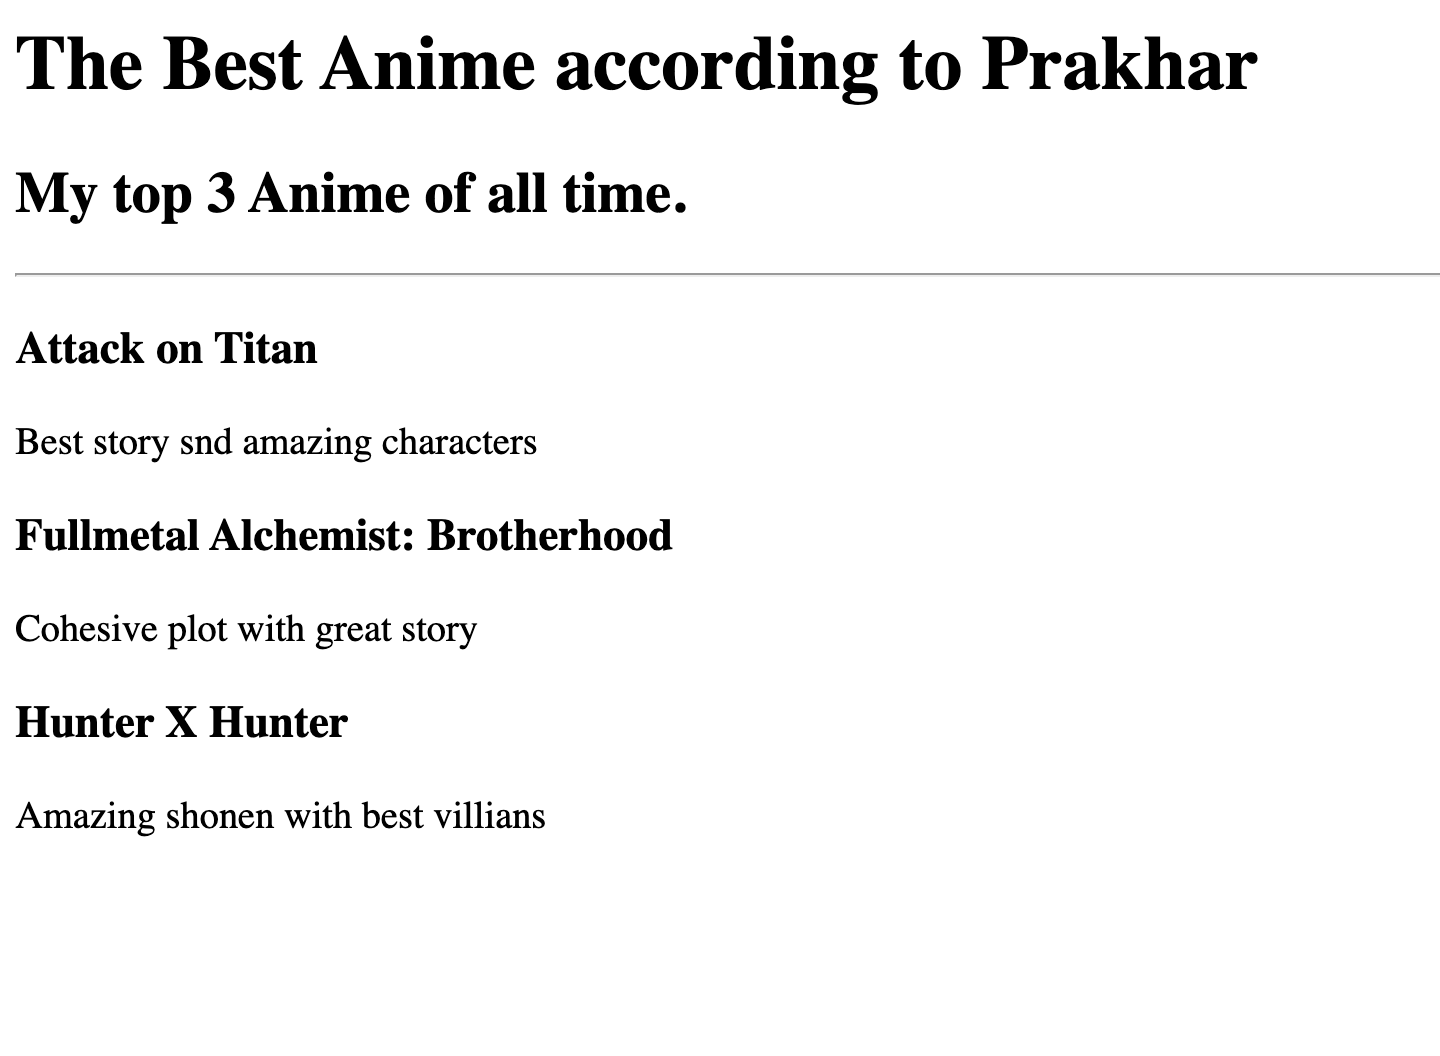 The Best Anime according to Prakhar
My top 3 Anime of all time.
Attack on Titan
Best story snd amazing characters
Fullmetal Alchemist: Brotherhood
Cohesive plot with great story
Hunter X Hunter
Amazing shonen with best villians